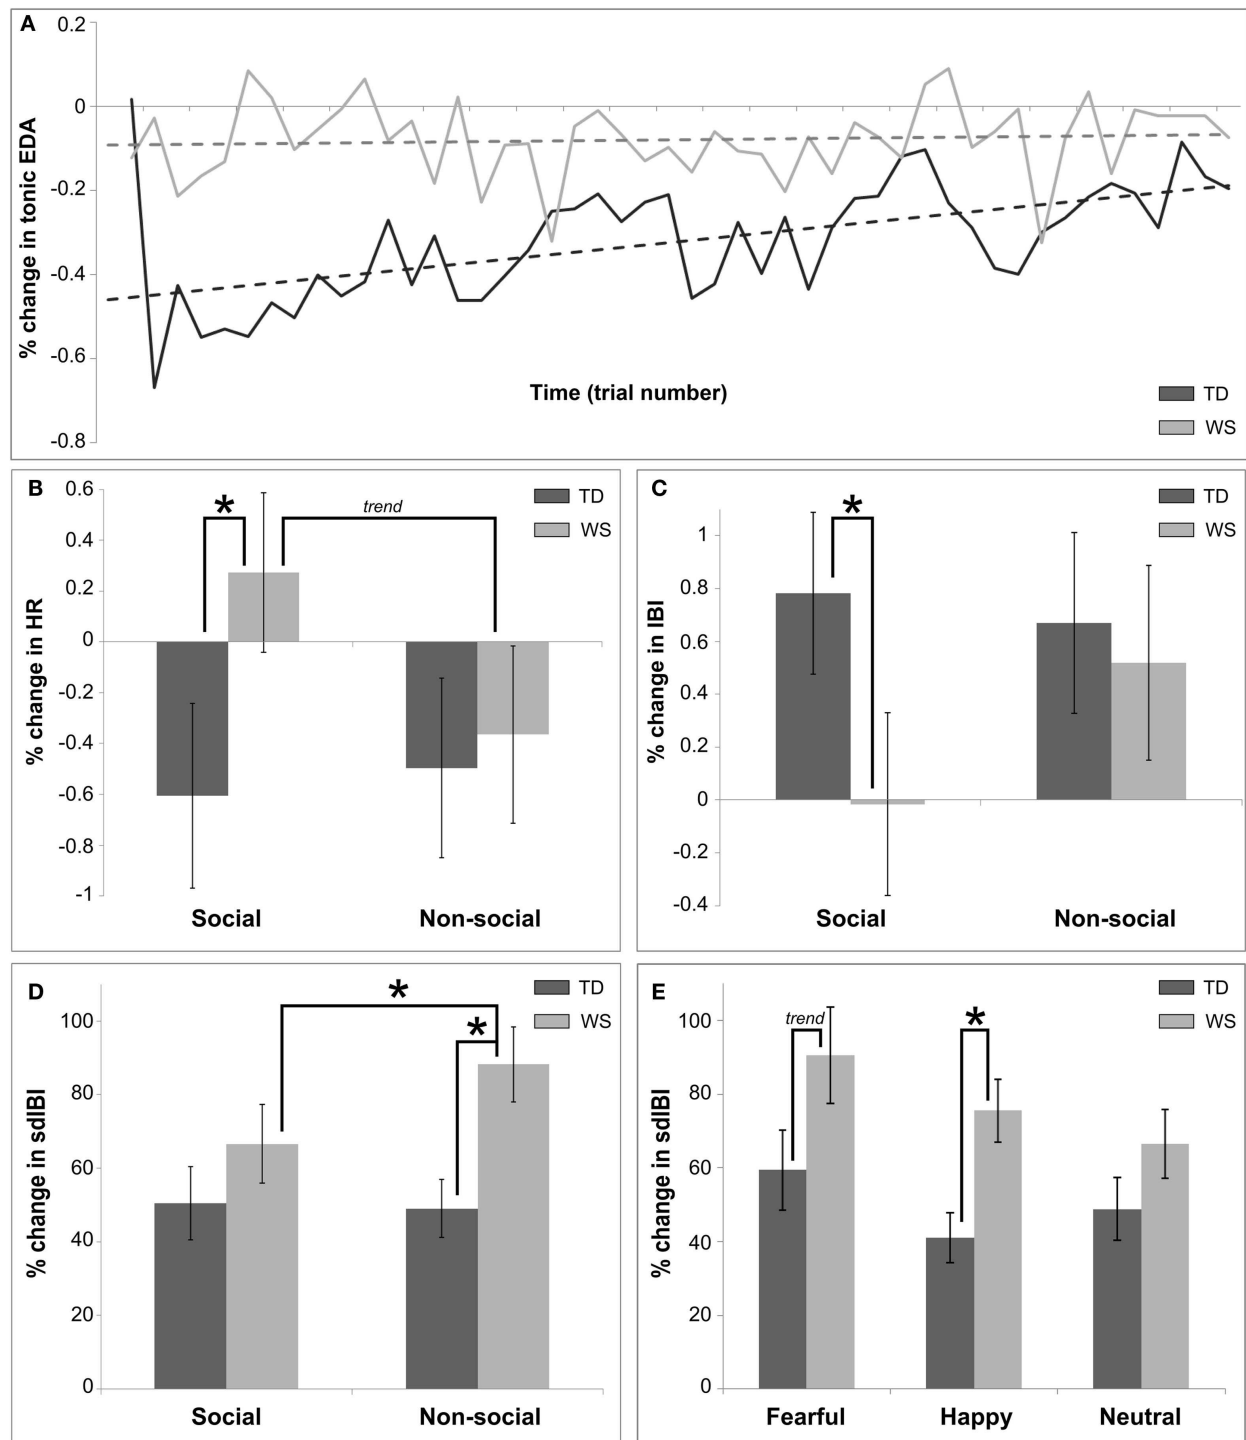 A
% change in tonic EDA
0.2
0
-0.2
-0.4
-0.6
-0.8
Time (trial number)
TD
WS
B
% change in HR
0.6
0.4
0.2
0
-0.2
-0.4
-0.6
-0.8
-1
*
trend
TD
WS
Social
Non-social
C
% change in IBI
1
0.8
0.6
0.4
0.2
0
-0.2
-0.4
*
TD
WS
Social
Non-social
D
% change in sdIBI
100
80
60
40
20
0
*
*
TD
WS
Social
Non-social
E
% change in sdIBI
100
80
60
40
20
0
trend
*
TD
WS
Fearful
Happy
Neutral